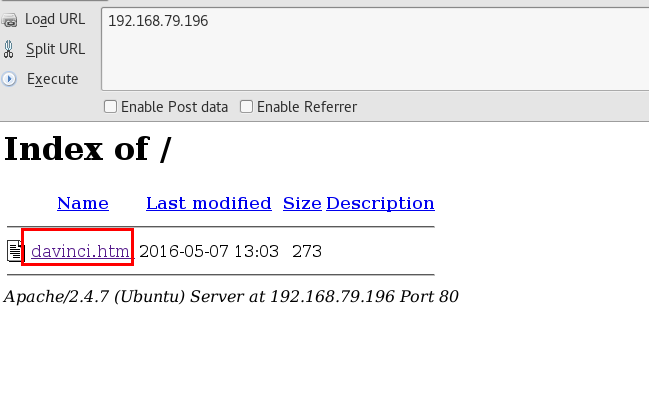 Load URL
192.168.79.196
Split URL
Execute
Enable Post data Enable Referrer
Index of /
Name Last modified Size Description
davinci.htm 2016-05-07 13:03 273
Apache/2.4.7 (Ubuntu) Server at 192.168.79.196 Port 80